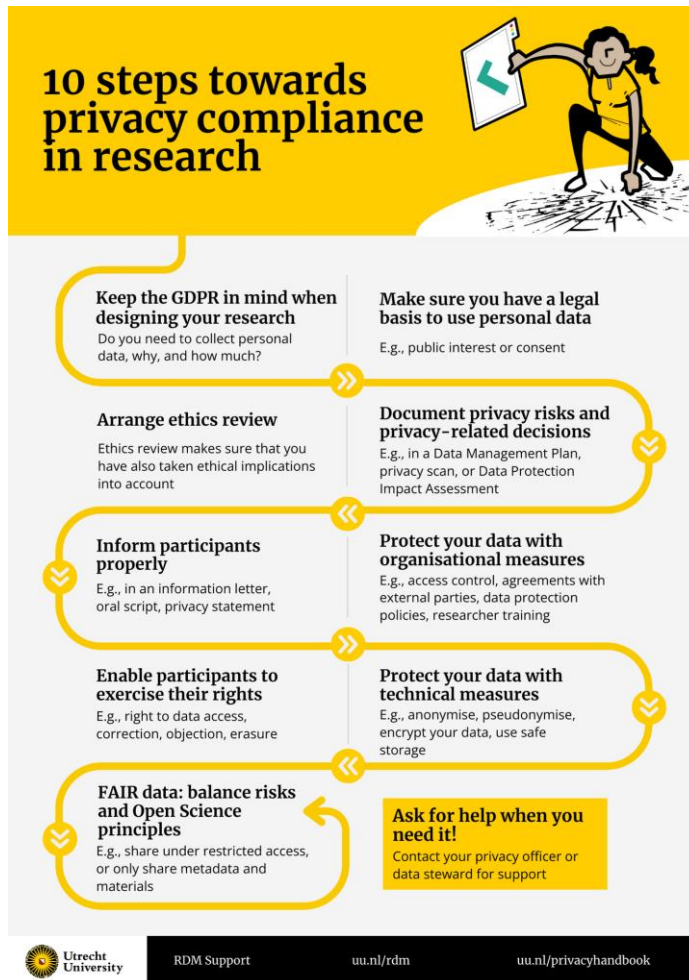 10 steps towards
privacy compliance
in research
Keep the GDPR in mind when
designing your research
Do you need to collect personal
data, why, and how much?
Make sure you have a legal
basis to use personal data
E.g., public interest or consent
Document privacy risks and
privacy-related decisions
E.g., in a Data Management Plan,
privacy scan, or Data Protection
Impact Assessment
Arrange ethics review
Ethics review makes sure that you
have also taken ethical implications
into account
Inform participants
properly
E.g., in an information letter,
oral script, privacy statement
Protect your data with
organisational measures
E.g., access control, agreements with
external parties, data protection
policies, researcher training
Protect your data with
technical measures
E.g., anonymise, pseudonymise,
encrypt your data, use safe
storage
Enable participants to
exercise their rights
E.g., right to data access,
correction, objection, erasure
FAIR data: balance risks
and Open Science
principles
E.g., share under restricted access,
or only share metadata and
materials
Ask for help when you
need it!
Contact your privacy officer or
data steward for support
Utrecht
University
RDM Support
uu.nl/rdm
uu.nl/privacyhandbook